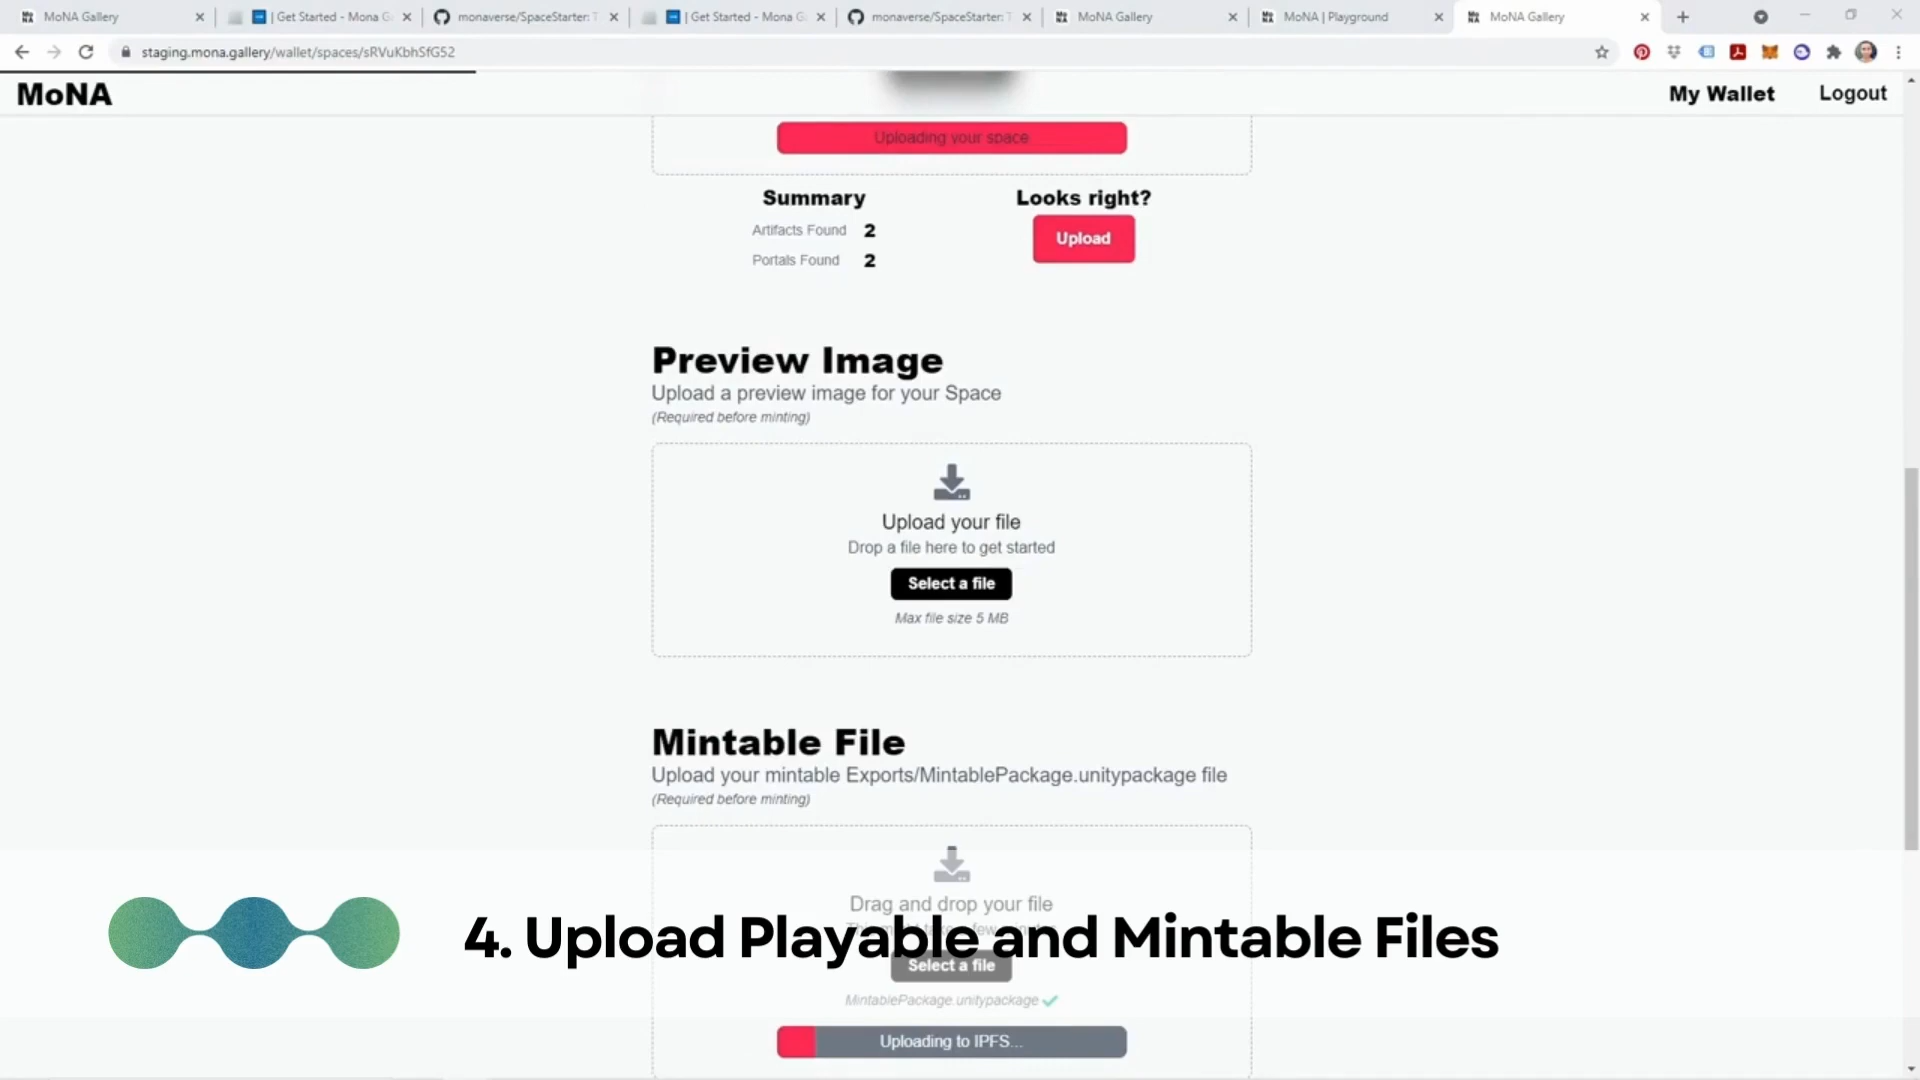 MoNA Gallery
| Get Started - Mona G
monaverse/SpaceStarter: T
| Get Started - Mona G
monaverse/SpaceStarter: T
MoNA Gallery
MoNA | Playground
MoNA Gallery
staging.mona.gallery/wallet/spaces/sRVuKbhSfG52
MoNA
My Wallet
Logout
Uploading your space
Summary
Looks right?
Artifacts Found 2
Upload
Portals Found 2
Preview Image
Upload a preview image for your Space
(Required before minting)
Upload your file
Drop a file here to get started
Select a file
Max file size 5 MB
Mintable File
Upload your mintable Exports/MintablePackage.unitypackage file
(Required before minting)
Drag and drop your file
4. Upload Playable and Mintable Files
Select a file
MintablePackage.unitypackage
Uploading to IPFS...